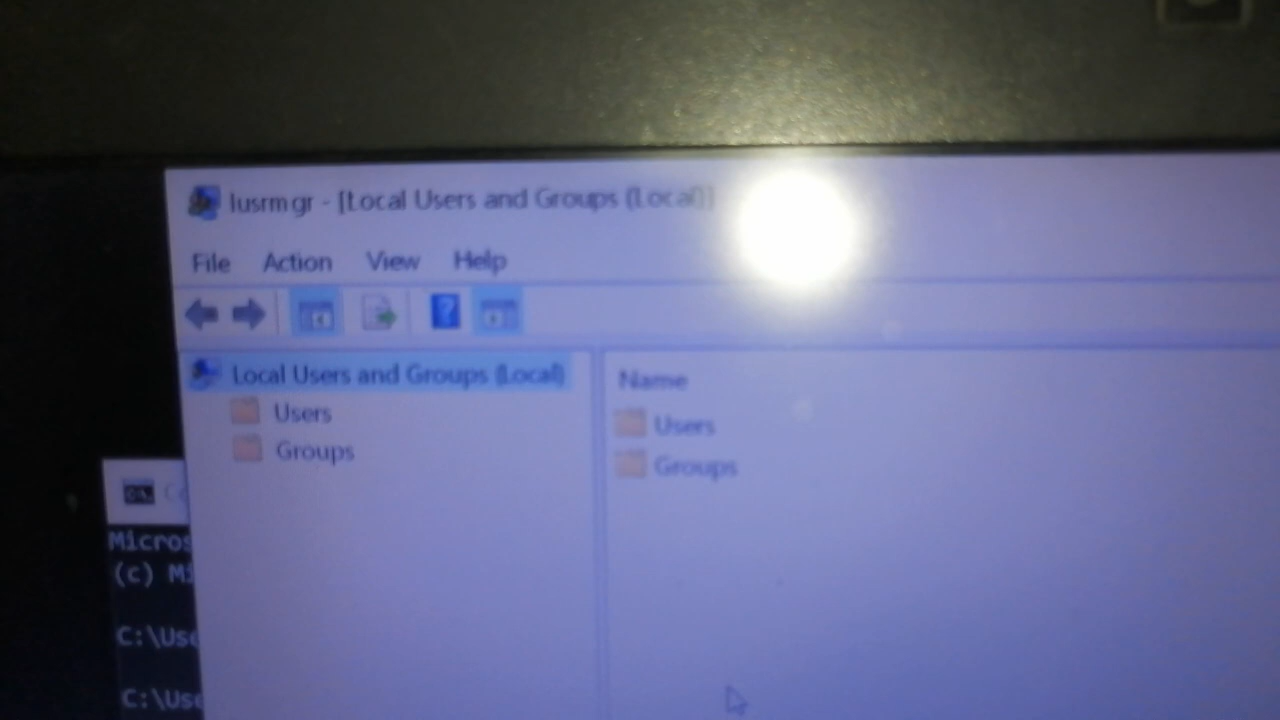 lusrmgr - [Local Users and Groups (Local)]
File Action View Help
Local Users and Groups (Local)
Users
Groups
Name
Users
Groups
C:\
Micros
(c) Mi
C:\Use
C:\Use